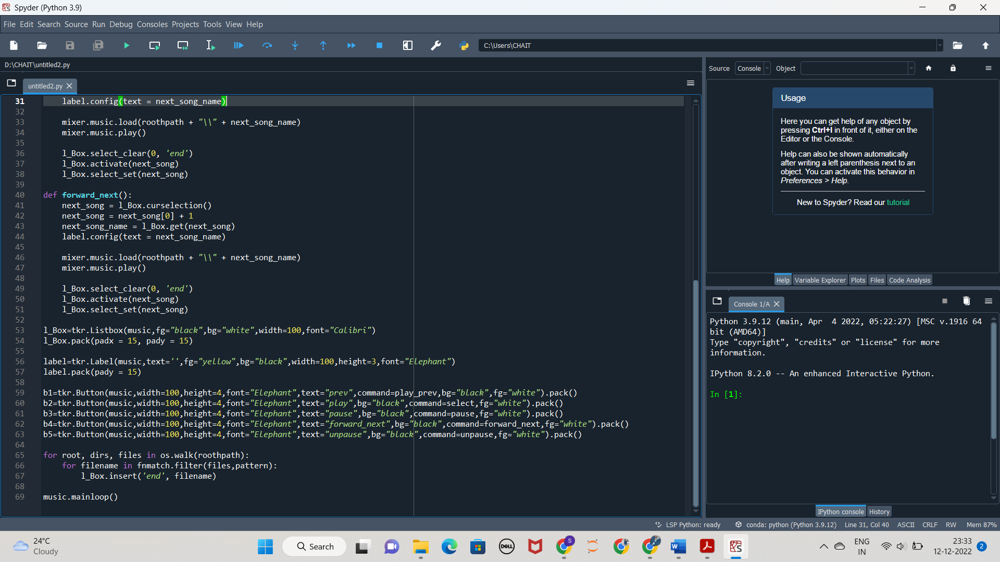 Spyder (Python 3.9)
File Edit Search Source Run Debug Consoles Projects Tools View Help
C:\Users\CHAIT
D:\CHAIT\untitled2.py
untitled2.py
31 label.config(text = next_song_name)
32
33 mixer.music.load(roothpath + "\\" + next_song_name)
34 mixer.music.play()
35
36 l_Box.select_clear(0, 'end')
37 l_Box.activate(next_song)
38 l_Box.select_set(next_song)
39
40 def forward_next():
41 next_song = l_Box.curselection()
42 next_song = next_song[0] + 1
43 next_song_name = l_Box.get(next_song)
44 label.config(text = next_song_name)
45
46 mixer.music.load(roothpath + "\\" + next_song_name)
47 mixer.music.play()
48
49 l_Box.select_clear(0, 'end')
50 l_Box.activate(next_song)
51 l_Box.select_set(next_song)
52
53 l_Box=tkr.Listbox(music,fg="black",bg="white",width=100,font="Calibri")
54 l_Box.pack(padx = 15, pady = 15)
55
56 label=tkr.Label(music,text='',fg="yellow",bg="black",width=100,height=3,font="Elephant")
57 label.pack(pady = 15)
58
59 b1=tkr.Button(music,width=100,height=4,font="Elephant",text="prev",command=play_prev,bg="black",fg="white").pack()
60 b2=tkr.Button(music,width=100,height=4,font="Elephant",text="play",bg="black",command=select,fg="white").pack()
61 b3=tkr.Button(music,width=100,height=4,font="Elephant",text="pause",bg="black",command=pause,fg="white").pack()
62 b4=tkr.Button(music,width=100,height=4,font="Elephant",text="forward_next",bg="black",command=forward_next,fg="white").pack()
63 b5=tkr.Button(music,width=100,height=4,font="Elephant",text="unpause",bg="black",command=unpause,fg="white").pack()
64
65 for root, dirs, files in os.walk(roothpath):
66 for filename in fnmatch.filter(files,pattern):
67 l_Box.insert('end', filename)
68
69 music.mainloop()
Source Console Object
Usage
Here you can get help of any object by
pressing Ctrl+I in front of it, either on the
Editor or the Console.
Help can also be shown automatically
after writing a left parenthesis next to an
object. You can activate this behavior in
Preferences > Help.
New to Spyder? Read our tutorial
Help Variable Explorer Plots Files Code Analysis
Console 1/A
Python 3.9.12 (main, Apr 4 2022, 05:22:27) [MSC v.1916 64
bit (AMD64)]
Type "copyright", "credits" or "license" for more
information.
IPython 8.2.0 -- An enhanced Interactive Python.
In [1]:
IPython console History
LSP Python: ready conda: python (Python 3.9.12) Line 31, Col 40 ASCII CRLF RW Mem 87%
24°C
Cloudy
Search
DELL
S
W
ENG
IN
23:33
12-12-2022
2